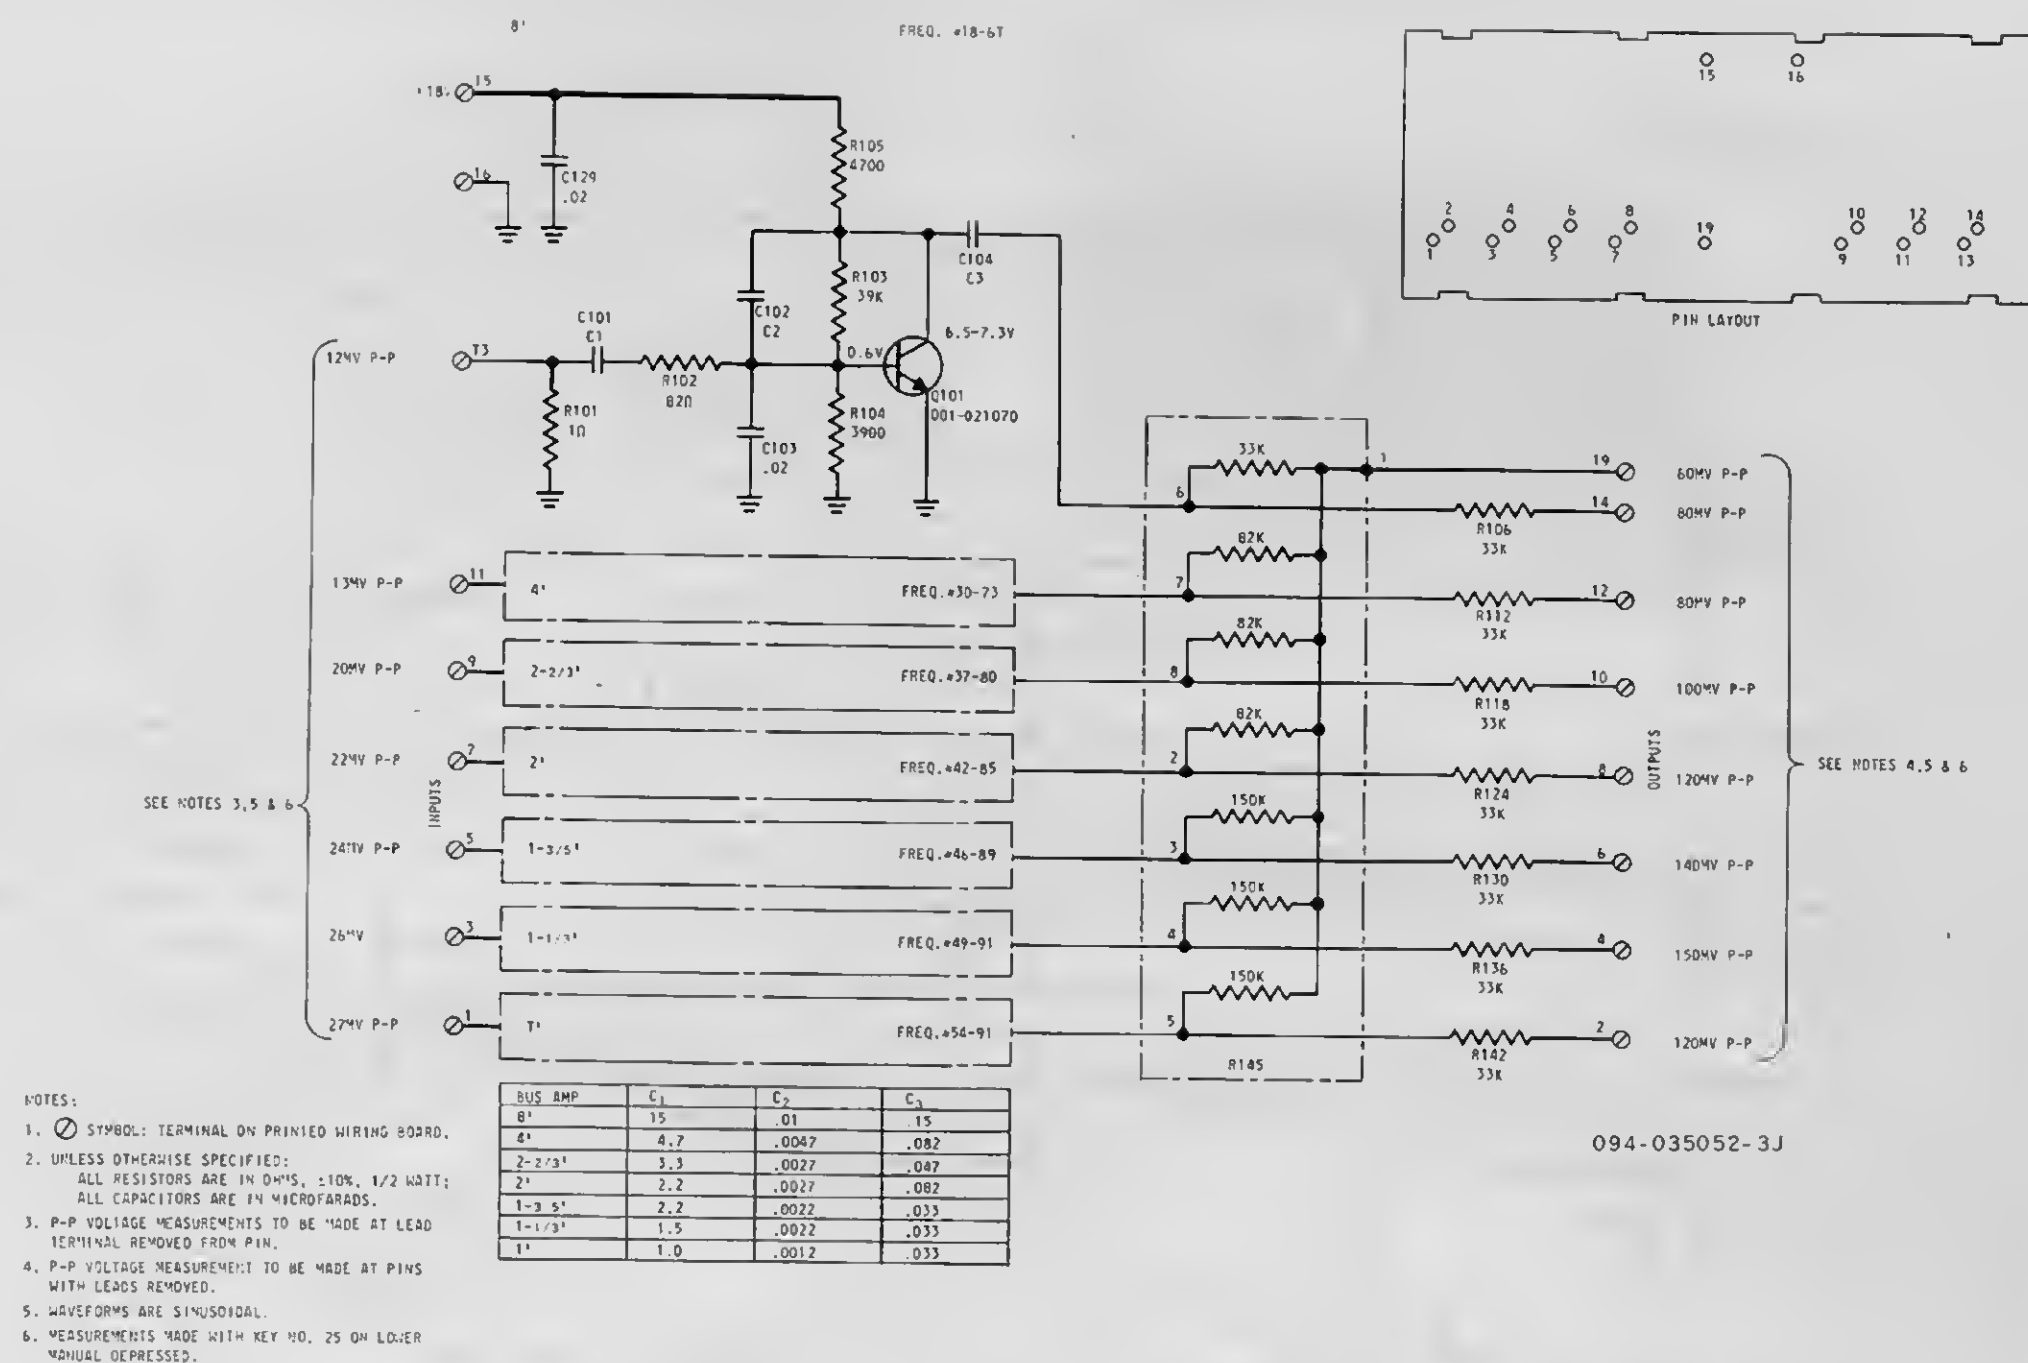 8'
FREQ. #18-61
+18V
15
16
C129
.02
R105
4700
C104
C3
R103
39K
C102
C2
6.5-7.3V
0.6V
C101
C1
12MV P-P
R102
82Ω
R101
1Ω
C103
.02
R104
3900
Q101
001-021070
15
16
2
4
6
8
19
10
12
14
1
3
5
7
9
11
13
PIN LAYOUT
33K
1
19
60MV P-P
6
14
80MV P-P
R106
33K
13MV P-P
11
4'
FREQ.#30-73
82K
7
12
80MV P-P
R112
33K
20MV P-P
9
2-2/3'
FREQ.#37-80
82K
8
10
100MV P-P
R118
33K
22MV P-P
7
2'
FREQ.#42-85
82K
2
8
120MV P-P
R124
33K
SEE NOTES 3,5 & 6
INPUTS
OUTPUTS
SEE NOTES 4,5 & 6
24MV P-P
5
1-3/5'
FREQ.#46-89
150K
3
6
140MV P-P
R130
33K
26MV
3
1-1/3'
FREQ.#49-91
150K
4
4
150MV P-P
R136
33K
27MV P-P
1
1'
FREQ.#54-91
150K
5
2
120MV P-P
R142
33K
R145
BUS AMP C1 C2 C3
8' 15 .01 .15
4' 4.7 .0047 .082
2-2/3' 3.3 .0027 .047
2' 2.2 .0027 .082
1-3 5' 2.2 .0022 .033
1-1/3' 1.5 .0022 .033
1' 1.0 .0012 .033
094-035052-3J
NOTES:
1. SYMBOL: TERMINAL ON PRINTED WIRING BOARD.
2. UNLESS OTHERWISE SPECIFIED:
ALL RESISTORS ARE IN OHMS, ±10%, 1/2 WATT;
ALL CAPACITORS ARE IN MICROFARADS.
3. P-P VOLTAGE MEASUREMENTS TO BE MADE AT LEAD
TERMINAL REMOVED FROM PIN.
4. P-P VOLTAGE MEASUREMENT TO BE MADE AT PINS
WITH LEADS REMOVED.
5. WAVEFORMS ARE SINUSOIDAL.
6. MEASUREMENTS MADE WITH KEY NO. 25 ON LOWER
MANUAL DEPRESSED.